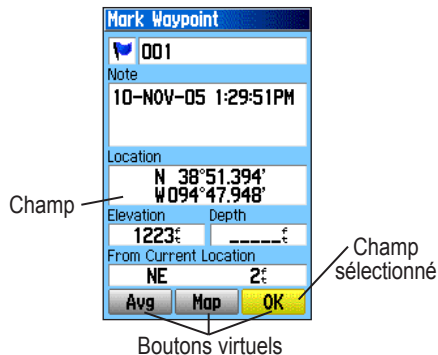 Mark Waypoint
001
Note
10-NOV-05 1:29:51PM
Location
N 38°51.394'
W094°47.948'
Champ
Elevation Depth
1223ft _____ft
From Current Location
NE 2ft
Champ sélectionné
Avg Map OK
Boutons virtuels